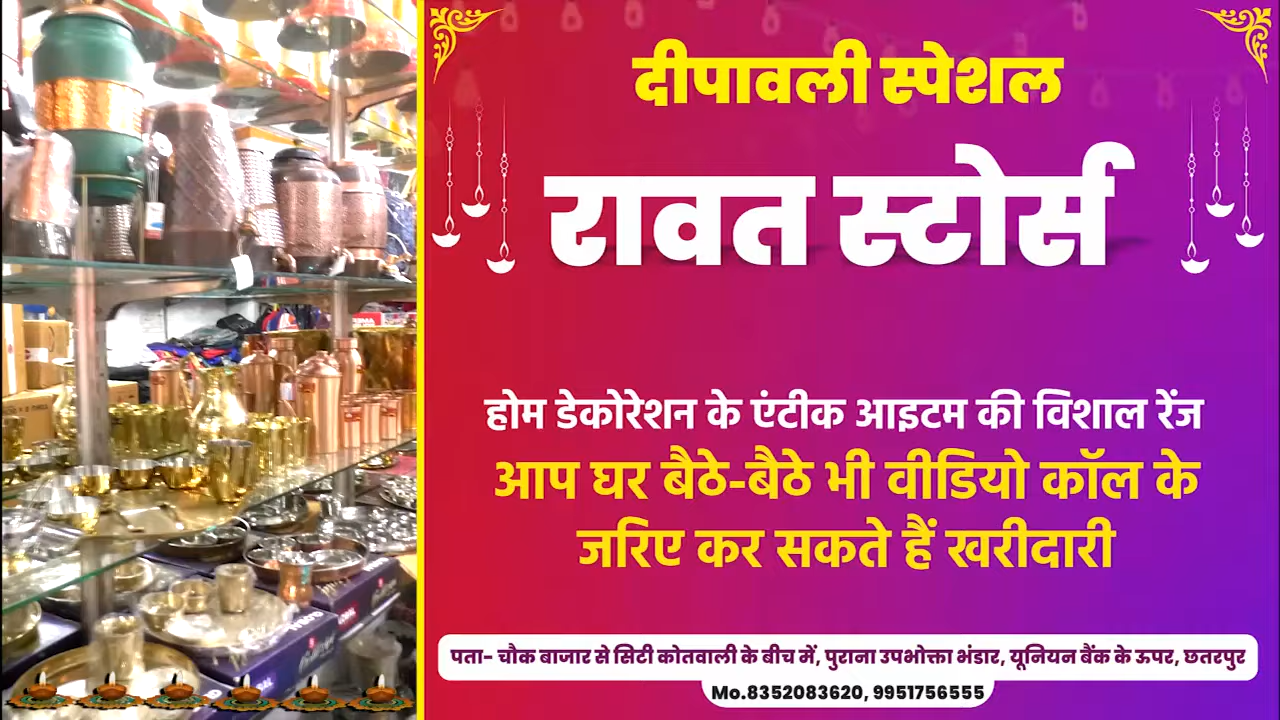 दीपावली स्पेशल
रावत स्टोर्स
होम डेकोरेशन के एंटीक आइटम की विशाल रेंज
आप घर बैठे-बैठे भी वीडियो कॉल के
जरिए कर सकते हैं खरीदारी
पता- चौक बाजार से सिटी कोतवाली के बीच में, पुराना उपभोक्ता भंडार, यूनियन बैंक के ऊपर, छतरपुर
Mo.8352083620, 9951756555